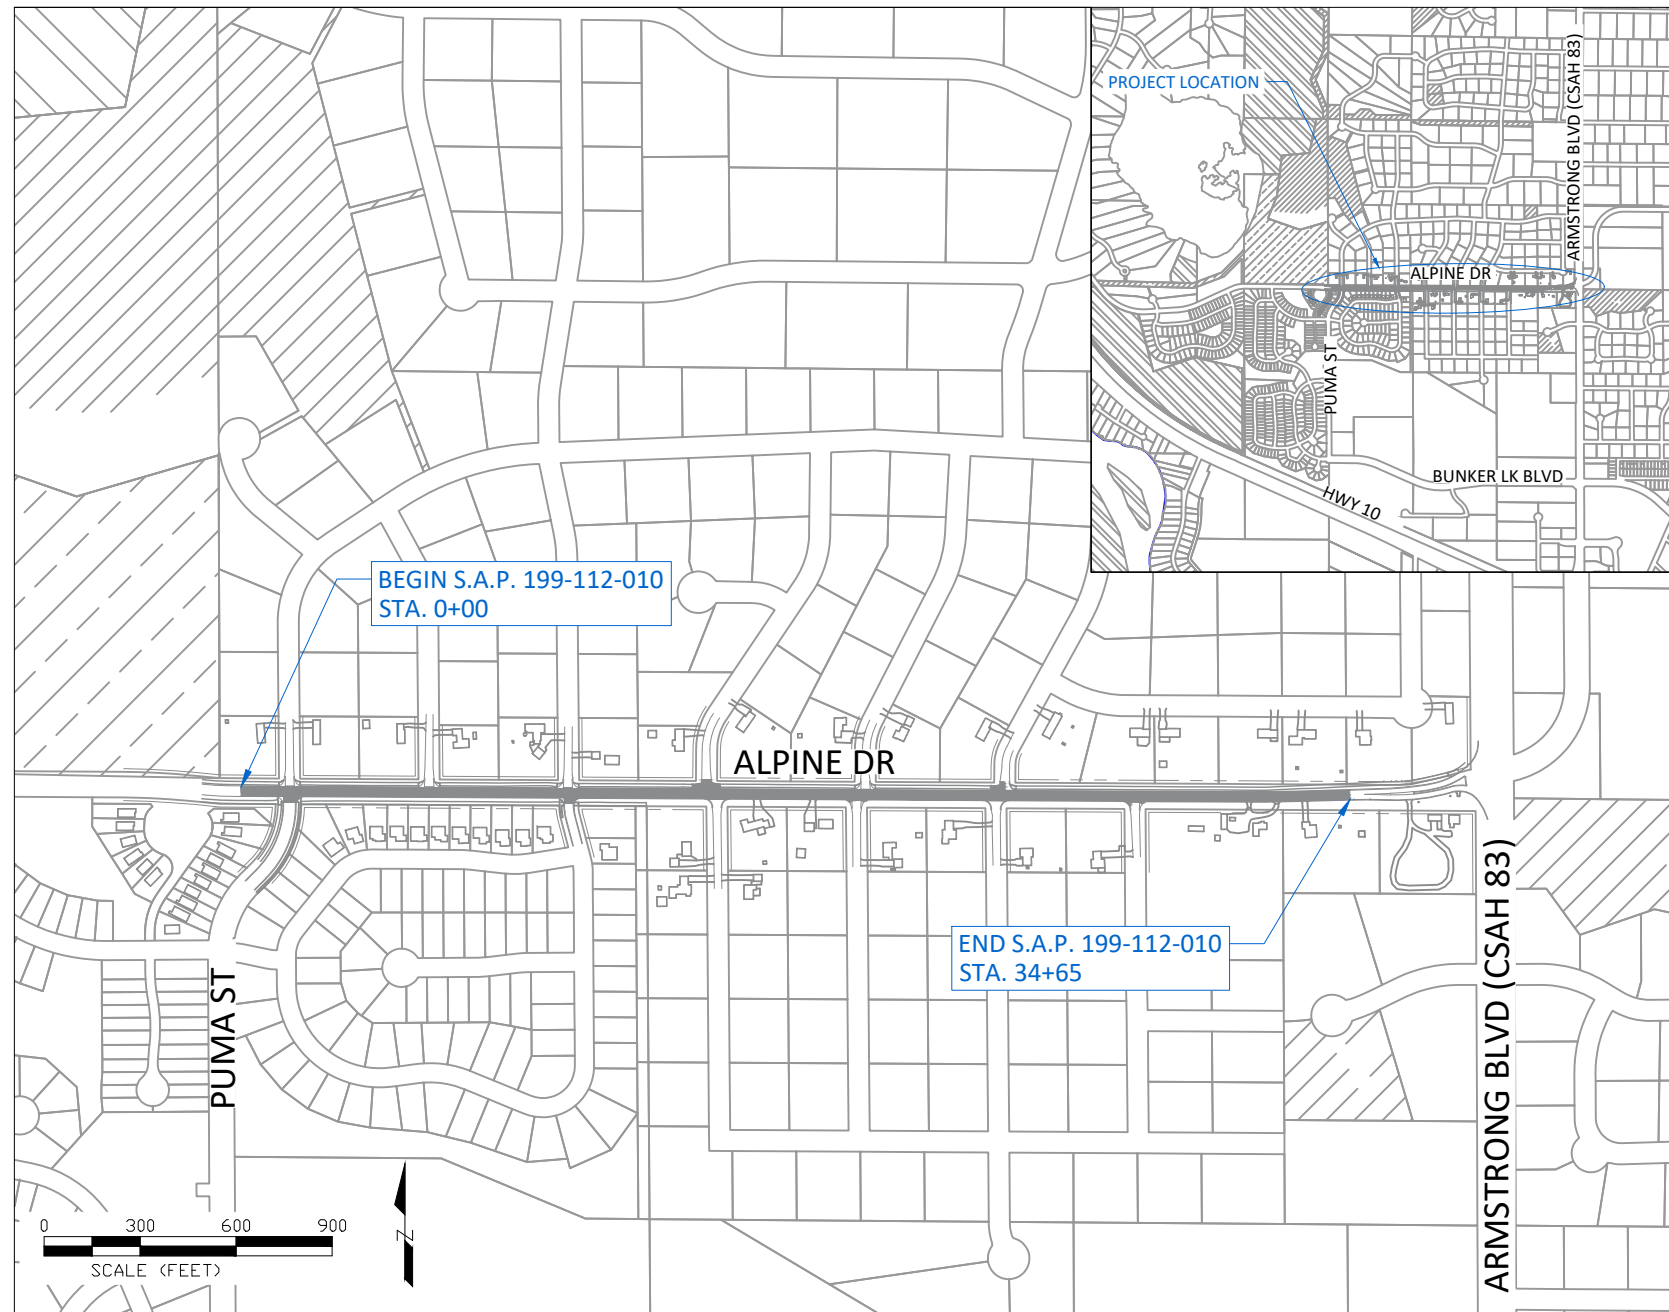 PROJECT LOCATION
ARMSTRONG BLVD (CSAH 83)
ALPINE DR
PUMA ST
BUNKER LK BLVD
HWY 10
BEGIN S.A.P. 199-112-010
STA. 0+00
ALPINE DR
END S.A.P. 199-112-010
STA. 34+65
PUMA ST
ARMSTRONG BLVD (CSAH 83)
0 300 600 900
SCALE (FEET)
N